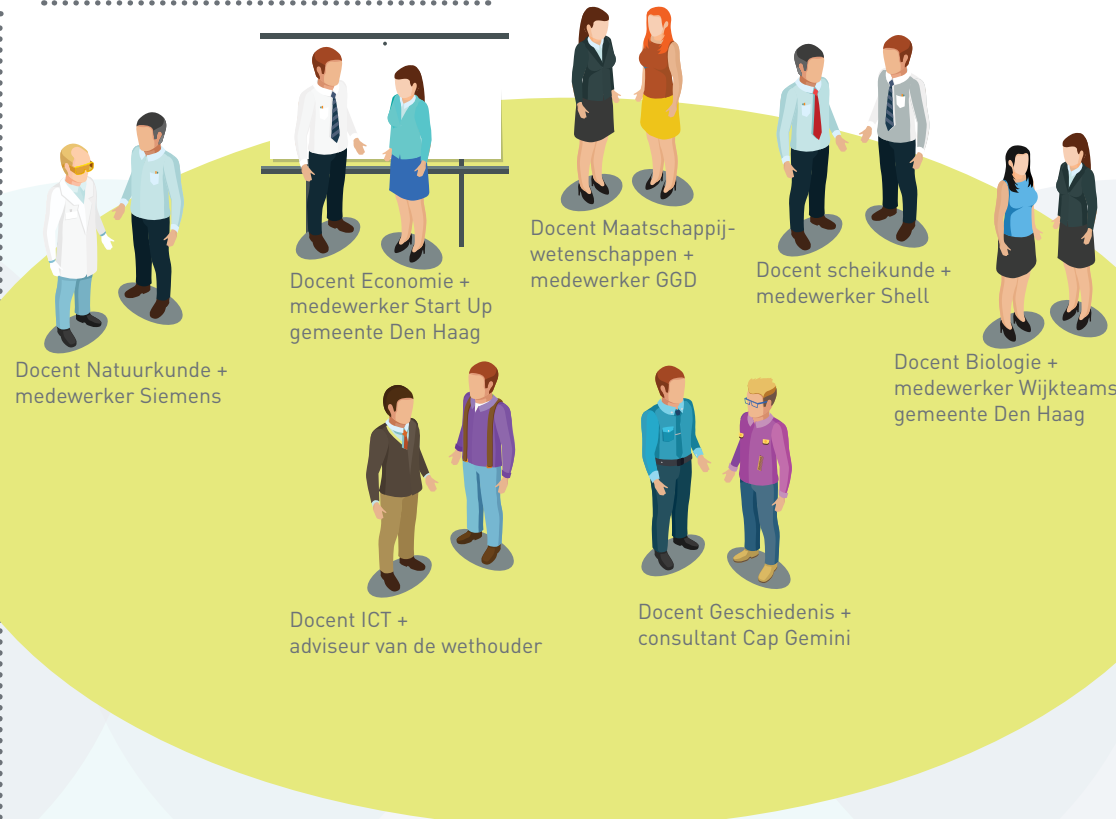 Docent Natuurkunde +
medewerker Siemens
Docent Economie +
medewerker Start Up
gemeente Den Haag
Docent Maatschappij-
wetenschappen +
medewerker GGD
Docent scheikunde +
medewerker Shell
Docent Biologie +
medewerker Wijkteams
gemeente Den Haag
Docent ICT +
adviseur van de wethouder
Docent Geschiedenis +
consultant Cap Gemini